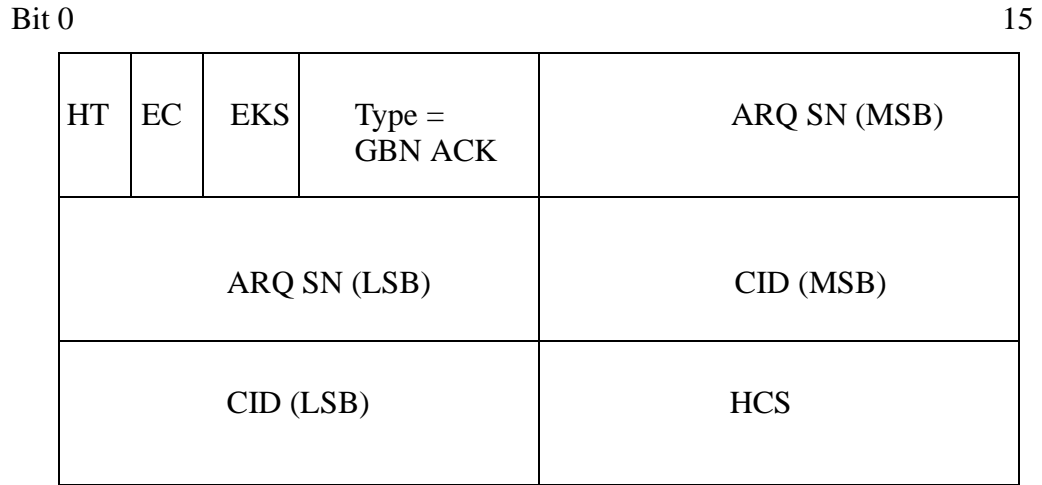 Bit 0 15
HT EC EKS Type =
GBN ACK
ARQ SN (MSB)
ARQ SN (LSB) CID (MSB)
CID (LSB) HCS